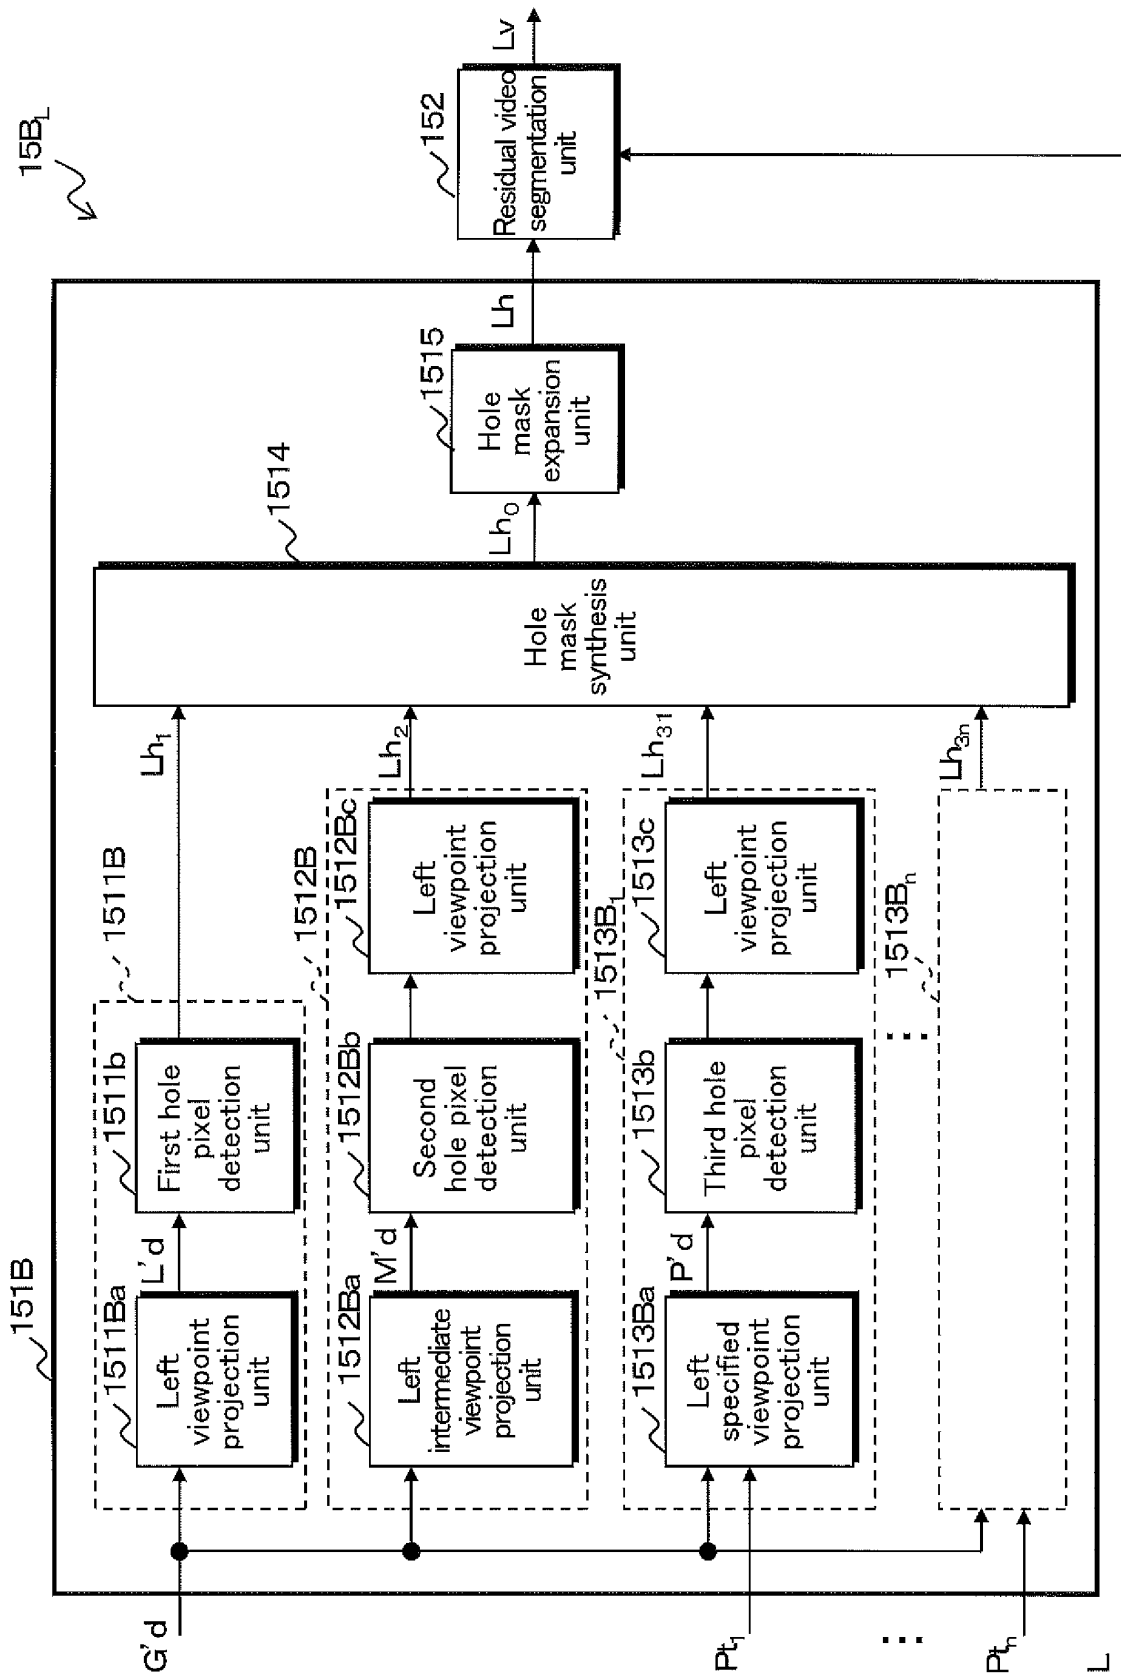 15B_L
151B
1511B
1511Ba
Left
viewpoint
projection
unit
L'd
1511b
First hole
pixel
detection
unit
Lh_1
1512B
1512Ba
Left
intermediate
viewpoint
projection
unit
M'd
1512Bb
Second
hole pixel
detection
unit
1512Bc
Left
viewpoint
projection
unit
Lh_2
1513B_1
1513Ba
Left
specified
viewpoint
projection
unit
P'd
1513b
Third hole
pixel
detection
unit
1513c
Left
viewpoint
projection
unit
Lh_31
...
1513B_n
Lh_3n
1514
Hole
mask
synthesis
unit
Lh_0
1515
Hole
mask
expansion
unit
Lh
152
Residual video
segmentation
unit
Lv
G'd
Pt_1
...
Pt_n
L